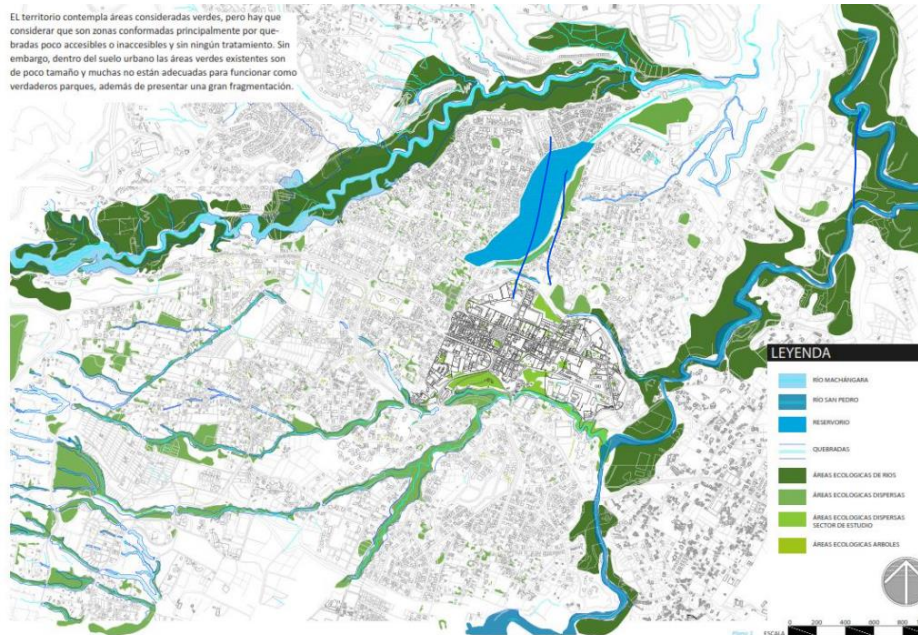 EL territorio contempla áreas consideradas verdes, pero hay que
considerar que son zonas conformadas principalmente por que-
bradas poco accesibles o inaccesibles y sin ningún tratamiento. Sin
embargo, dentro del suelo urbano las áreas verdes existentes son
de poco tamaño y muchas no están adecuadas para funcionar como
verdaderos parques, además de presentar una gran fragmentación.
LEYENDA
RÍO MACHÁNGARA
RÍO SAN PEDRO
RESERVORIO
QUEBRADAS
ÁREAS ECOLOGICAS DE RIOS
ÁREAS ECOLOGICAS DISPERSAS
ÁREAS ECOLOGICAS DISPERSAS
SECTOR DE ESTUDIO
ÁREAS ECOLOGICAS ARBOLES
ESCALA 0 200 400 600